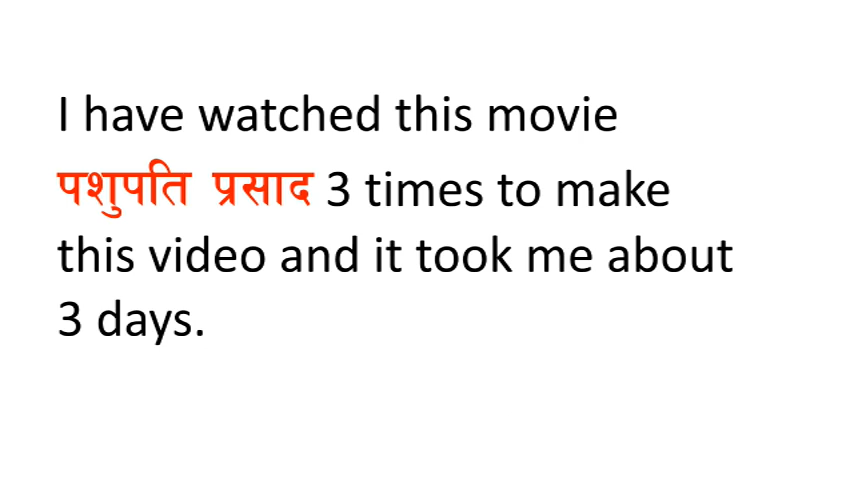 I have watched this movie
पशुपति प्रसाद 3 times to make
this video and it took me about
3 days.